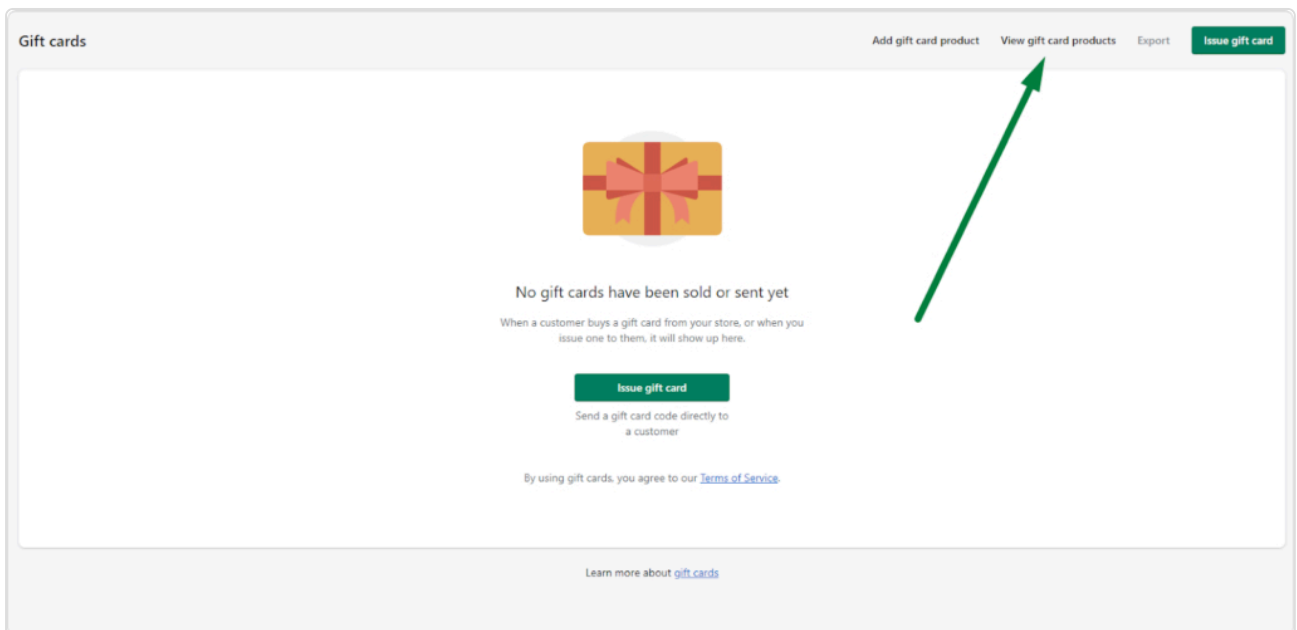 Gift cards
Add gift card product
View gift card products
Export
Issue gift card
No gift cards have been sold or sent yet
When a customer buys a gift card from your store, or when you
issue one to them, it will show up here.
Issue gift card
Send a gift card code directly to
a customer
By using gift cards, you agree to our Terms of Service.
Learn more about gift cards